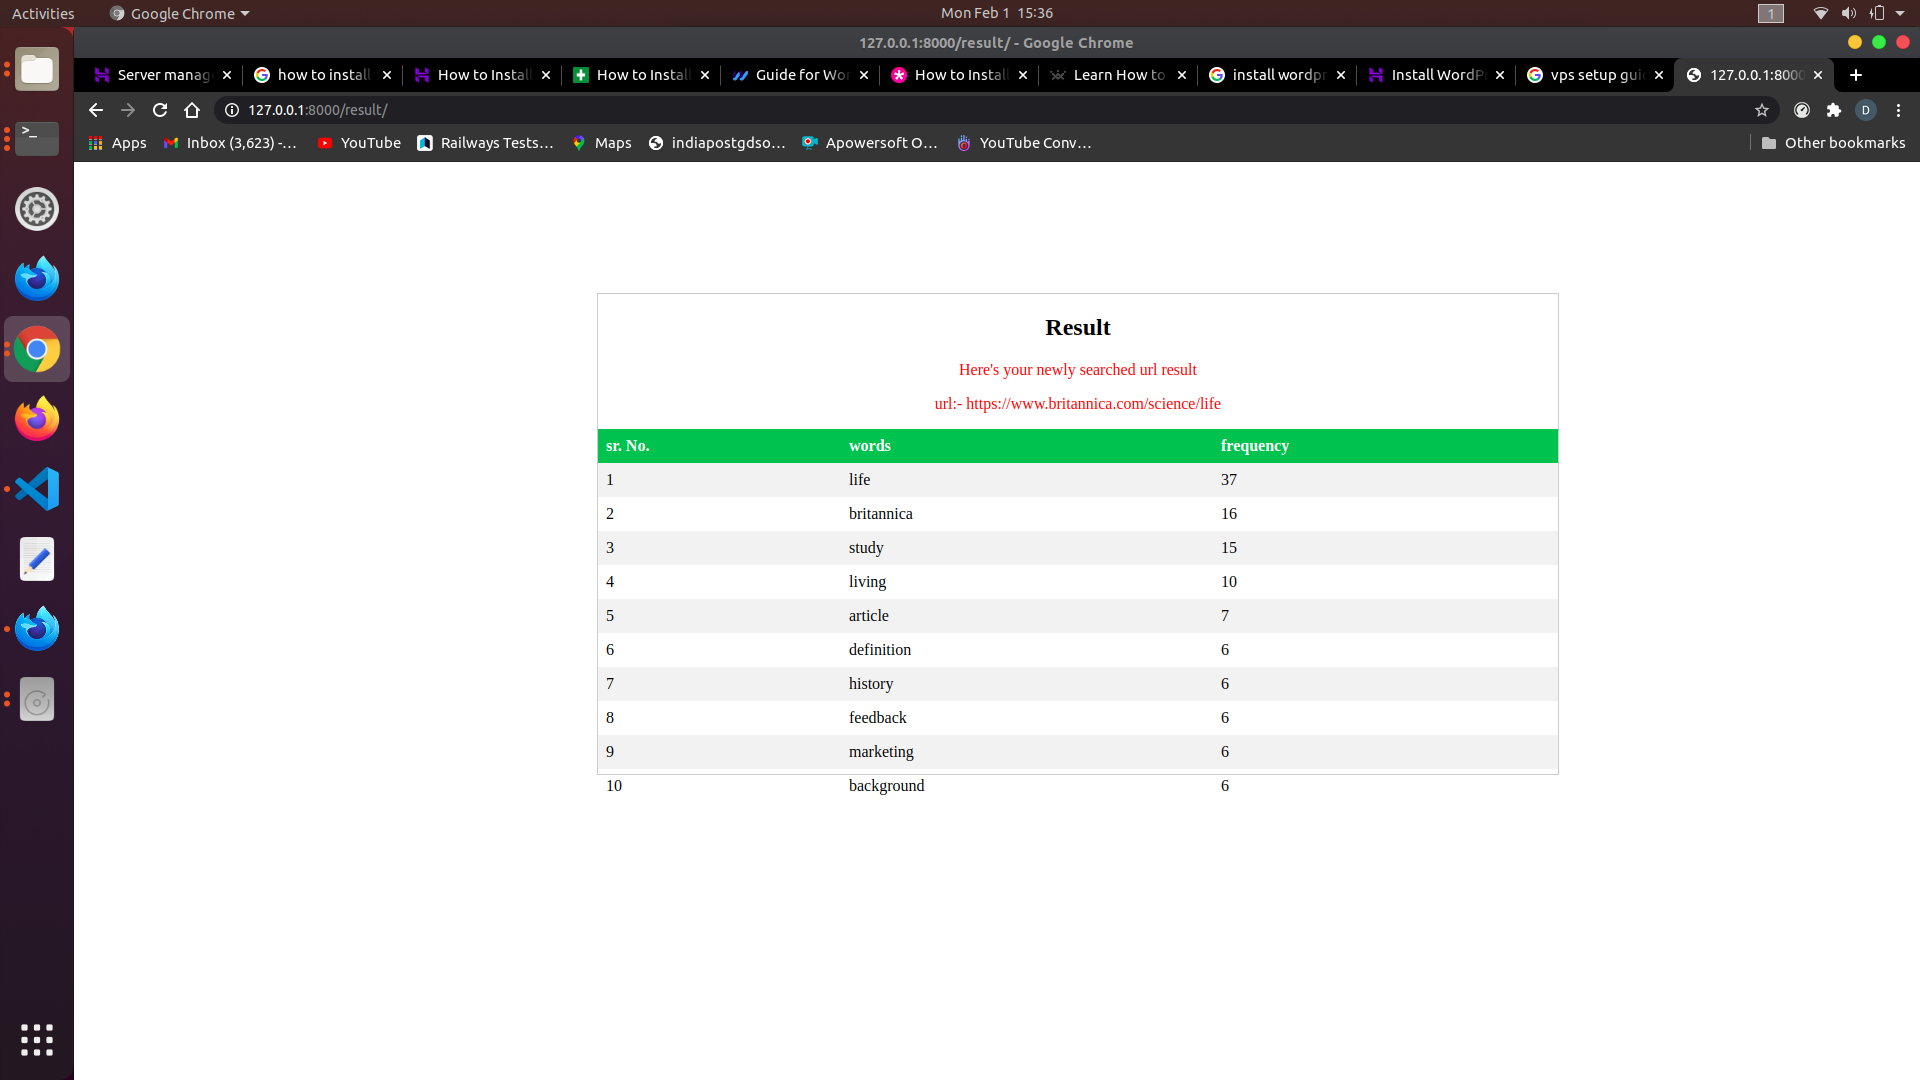 Activities Google Chrome Mon Feb 1 15:36 1
127.0.0.1:8000/result/ - Google Chrome
Server manag how to install How to Install How to Install Guide for Wor How to Install Learn How to install wordpr Install WordPr vps setup gui 127.0.0.1:8000
127.0.0.1:8000/result/ D
Apps Inbox (3,623) -... YouTube Railways Tests... Maps indiapostgdso... Apowersoft O... YouTube Conv... Other bookmarks
Result
Here's your newly searched url result
url:- https://www.britannica.com/science/life
sr. No. words frequency
1 life 37
2 britannica 16
3 study 15
4 living 10
5 article 7
6 definition 6
7 history 6
8 feedback 6
9 marketing 6
10 background 6